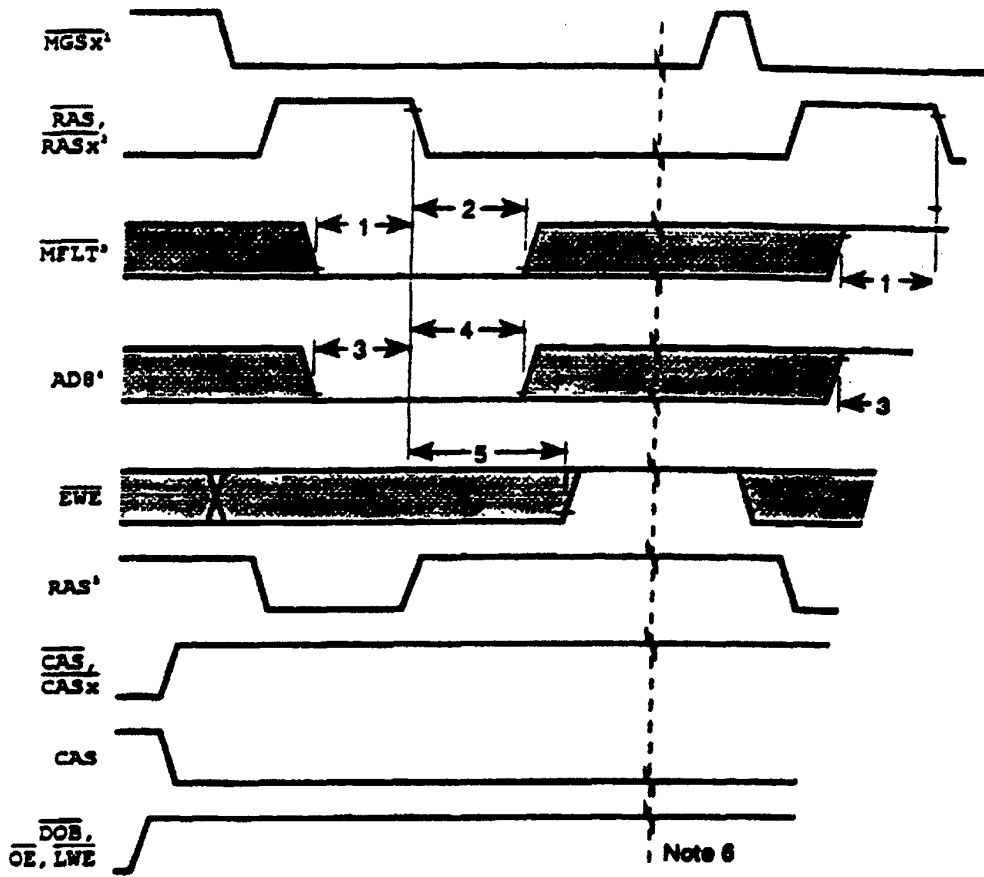 MGSx¹
RAS,
RASx²
2
1
MFLT³
1
4
3
AD8⁴
3
5
EWE
RAS⁵
CAS,
CASx
CAS
DOB,
OE, LWE
Note 6